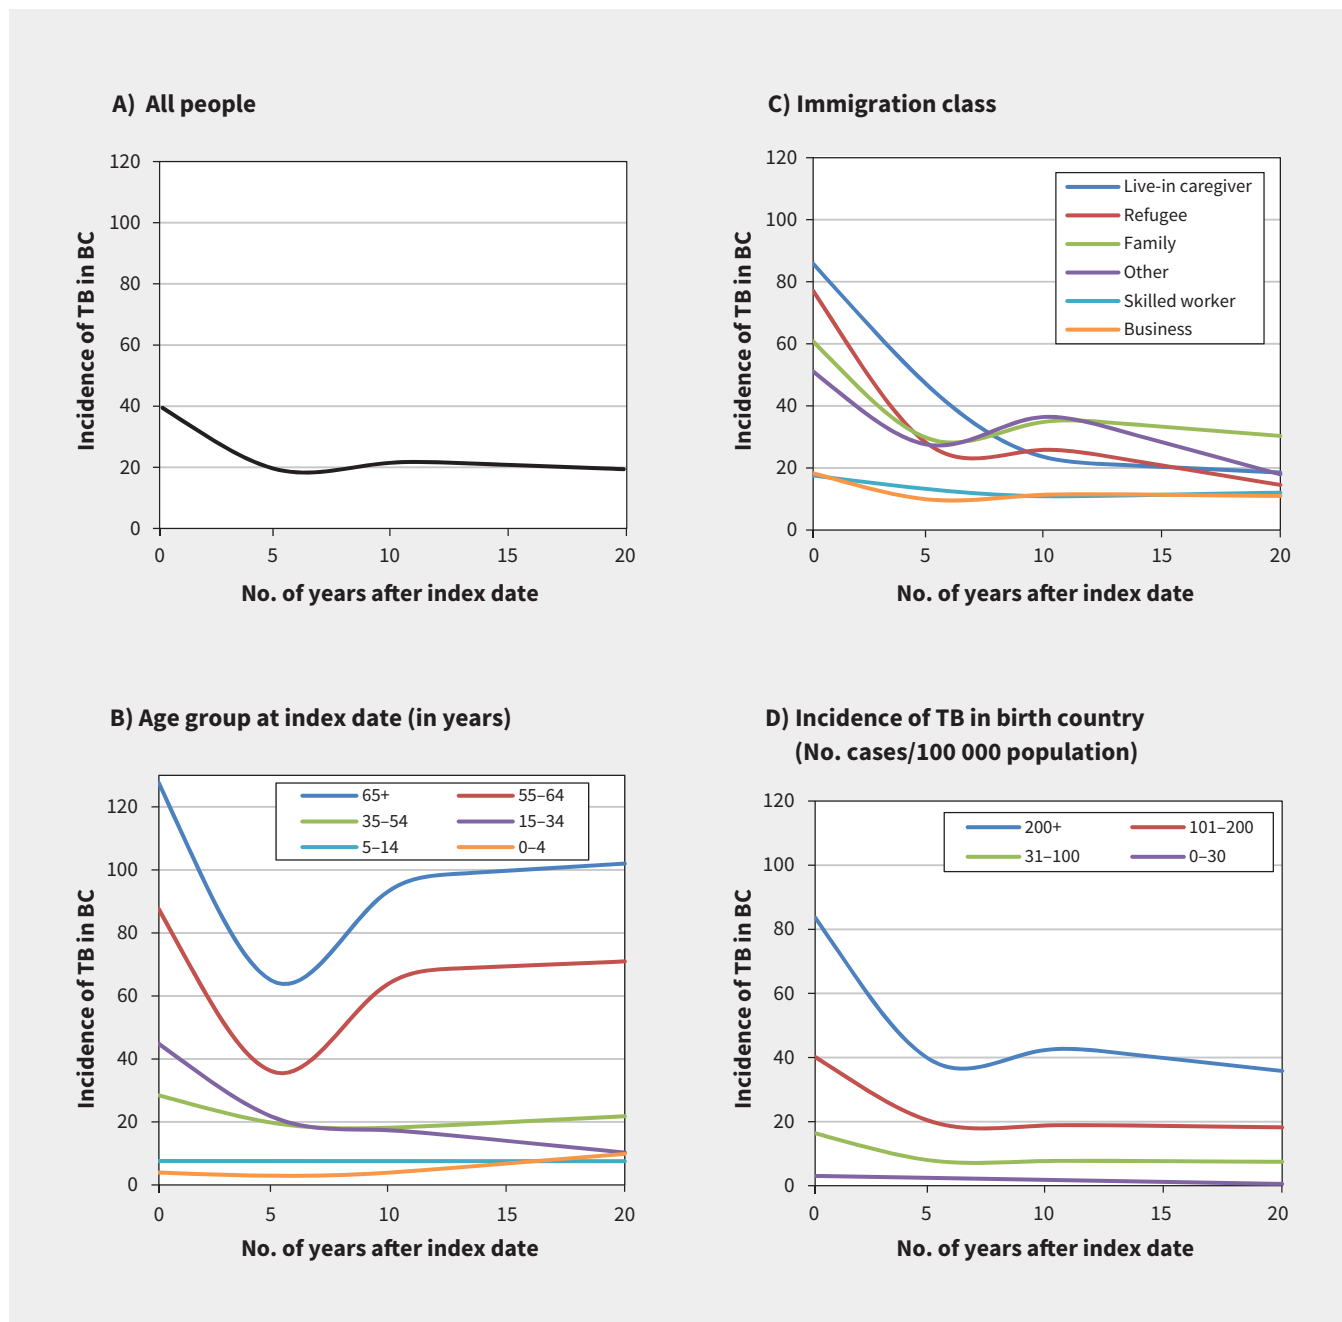 A) All people
120
100
80
60
40
20
0
Incidence of TB in BC
0 5 10 15 20
No. of years after index date
C) Immigration class
120
100
80
60
40
20
0
Incidence of TB in BC
Live-in caregiver
Refugee
Family
Other
Skilled worker
Business
0 5 10 15 20
No. of years after index date
B) Age group at index date (in years)
120
100
80
60
40
20
0
Incidence of TB in BC
65+ 55–64
35–54 15–34
5–14 0–4
0 5 10 15 20
No. of years after index date
D) Incidence of TB in birth country
(No. cases/100 000 population)
120
100
80
60
40
20
0
Incidence of TB in BC
200+ 101–200
31–100 0–30
0 5 10 15 20
No. of years after index date